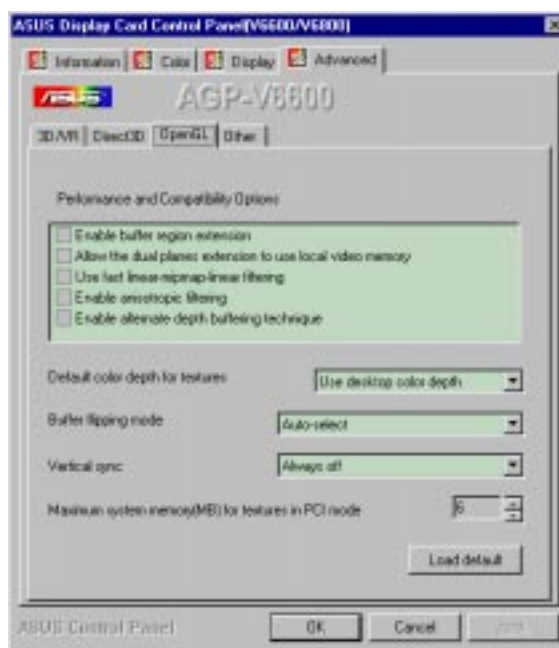 ASUS Display Card Control Panel(V6600/V6800)
Information Color Display Advanced
ASUS AGP-V6600
3D/VR Direct3D OpenGL Other
Performance and Compatibility Options
Enable buffer region extension
Allow the dual planes extension to use local video memory
Use fast linear-mipmap-linear filtering
Enable anisotropic filtering
Enable alternate depth buffering technique
Default color depth for textures Use desktop color depth
Buffer flipping mode Auto-select
Vertical sync Always off
Maximum system memory(MB) for textures in PCI mode 6
Load default
ASUS Control Panel OK Cancel Apply